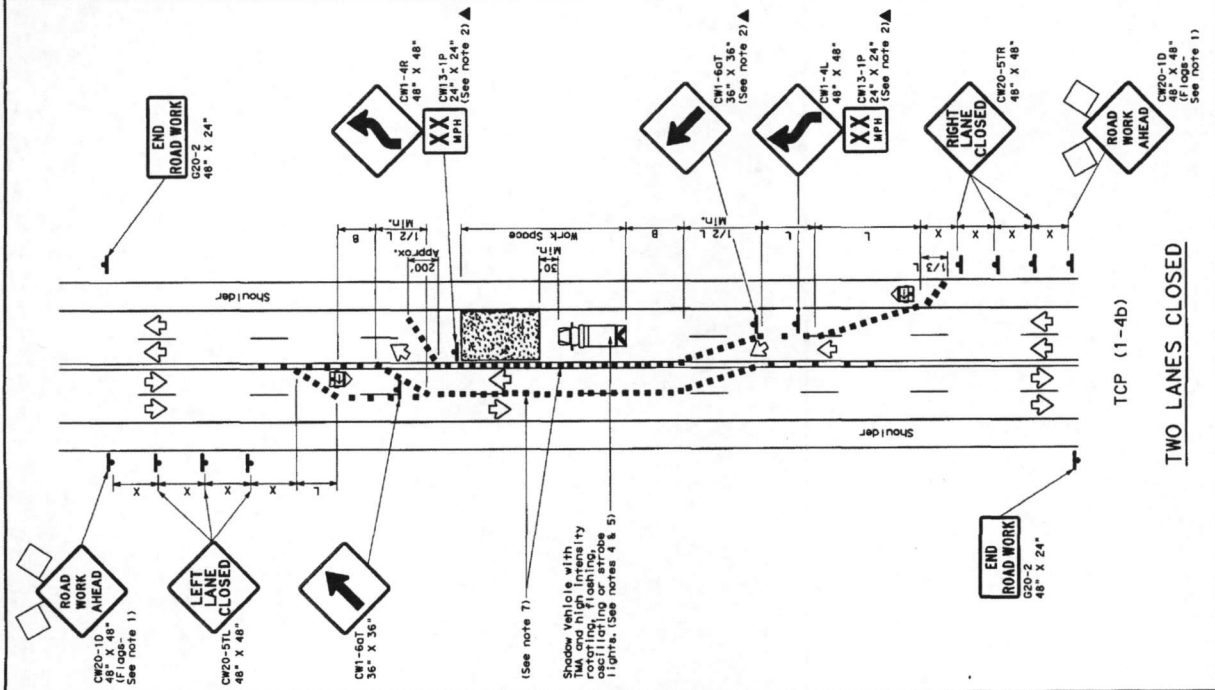 END
ROAD WORK
G20-2
48" X 24"
CW1-4R
48" X 48"
XX
MPH
CW13-1P
24" X 24"
(See note 2)▲
CW1-6aT
36" X 36"
(See note 2)▲
CW1-4L
48" X 48"
XX
MPH
CW13-1P
24" X 24"
(See note 2)▲
RIGHT
LANE
CLOSED
CW20-5TR
48" X 48"
ROAD
WORK
AHEAD
CW20-1D
48" X 48"
(Flags-
See note 1)
B
1/2 L
Min.
200'
Approx.
Work Space
30'
Min.
B
1/2 L
Min.
L
L
1/3 L
X
X
X
X
Shoulder
Shoulder
X
X
X
X
L
ROAD
WORK
AHEAD
CW20-1D
48" X 48"
(Flags-
See note 1)
LEFT
LANE
CLOSED
CW20-5TL
48" X 48"
CW1-6aT
36" X 36"
(See note 7)
Shadow Vehicle with
TMA and high intensity
rotating, flashing,
oscillating or strobe
lights. (See notes 4 & 5)
END
ROAD WORK
G20-2
48" X 24"
TCP (1-4b)
TWO LANES CLOSED